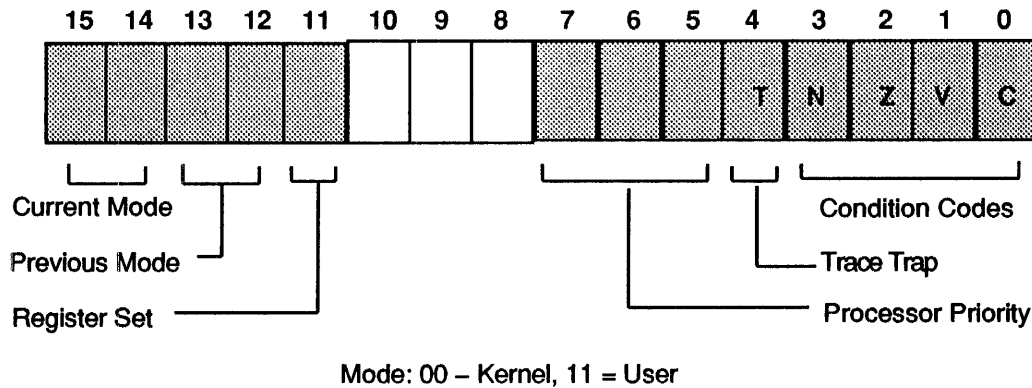 15 14 13 12 11 10 9 8 7 6 5 4 3 2 1 0
T N Z V C
Current Mode
Condition Codes
Previous Mode
Trace Trap
Register Set
Processor Priority
Mode: 00 – Kernel, 11 = User